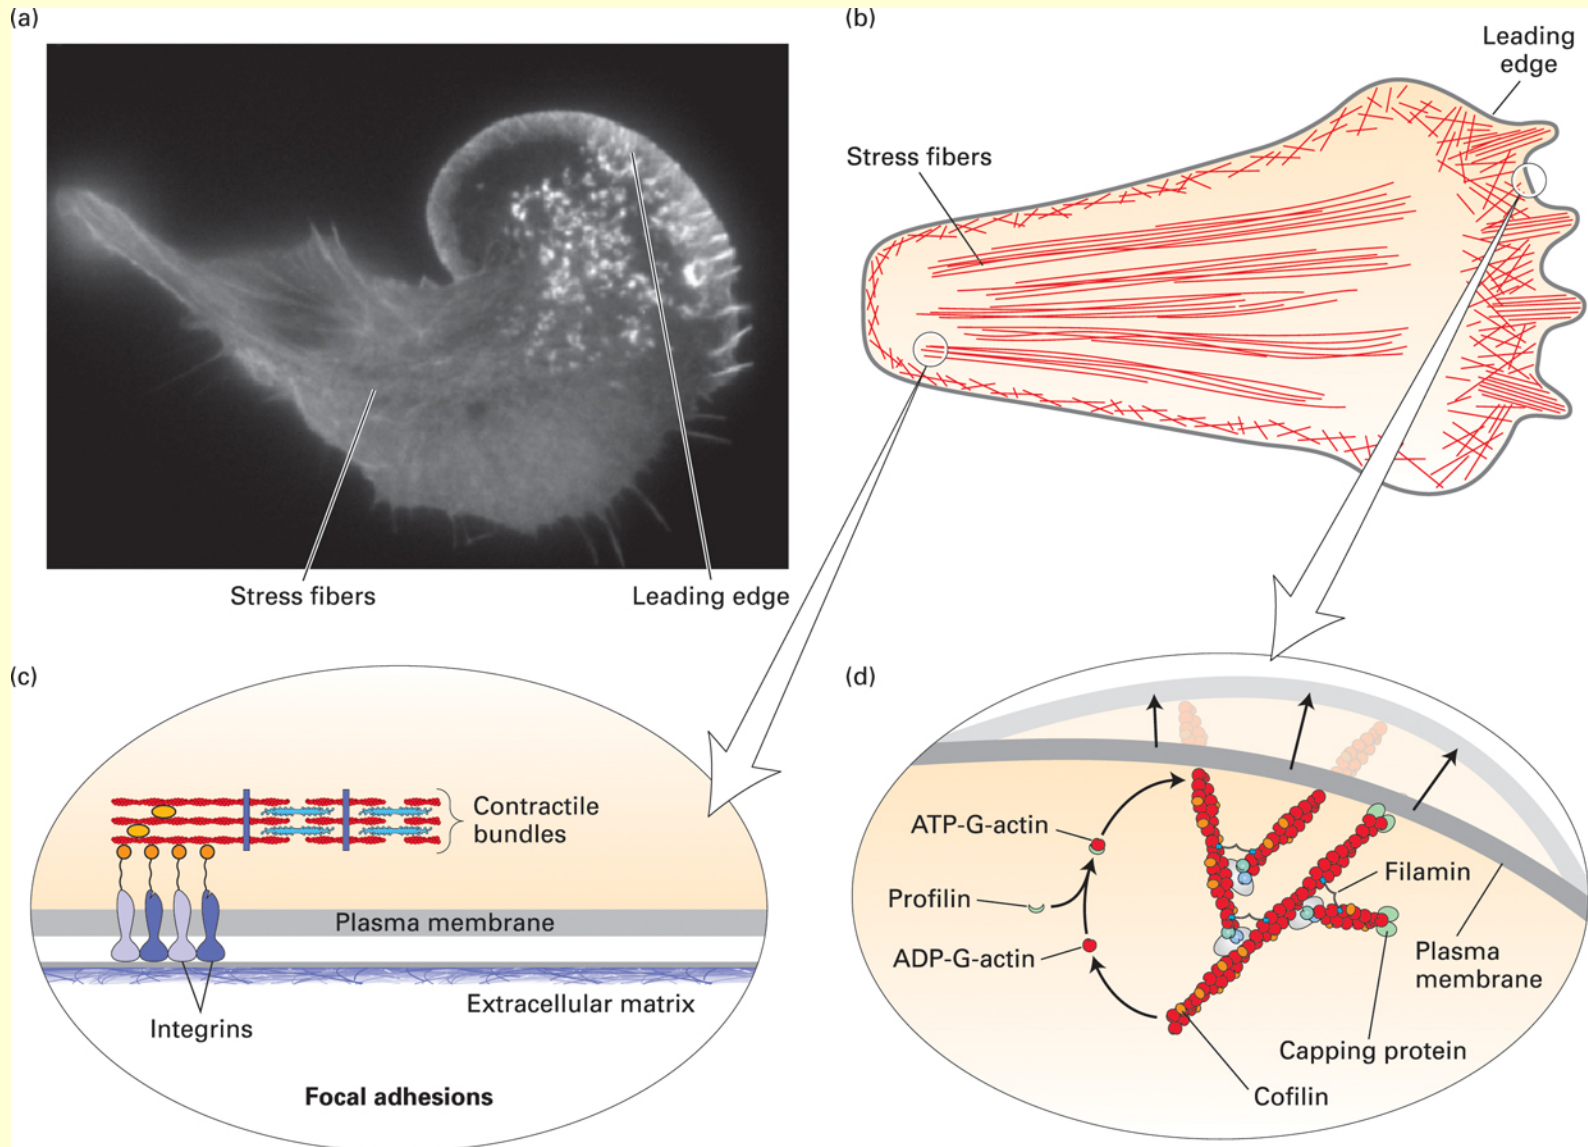 (a)
Stress fibers
Leading edge
(b)
Leading
edge
Stress fibers
(c)
Contractile
bundles
Plasma membrane
Extracellular matrix
Integrins
Focal adhesions
(d)
ATP-G-actin
Profilin
ADP-G-actin
Filamin
Plasma
membrane
Capping protein
Cofilin